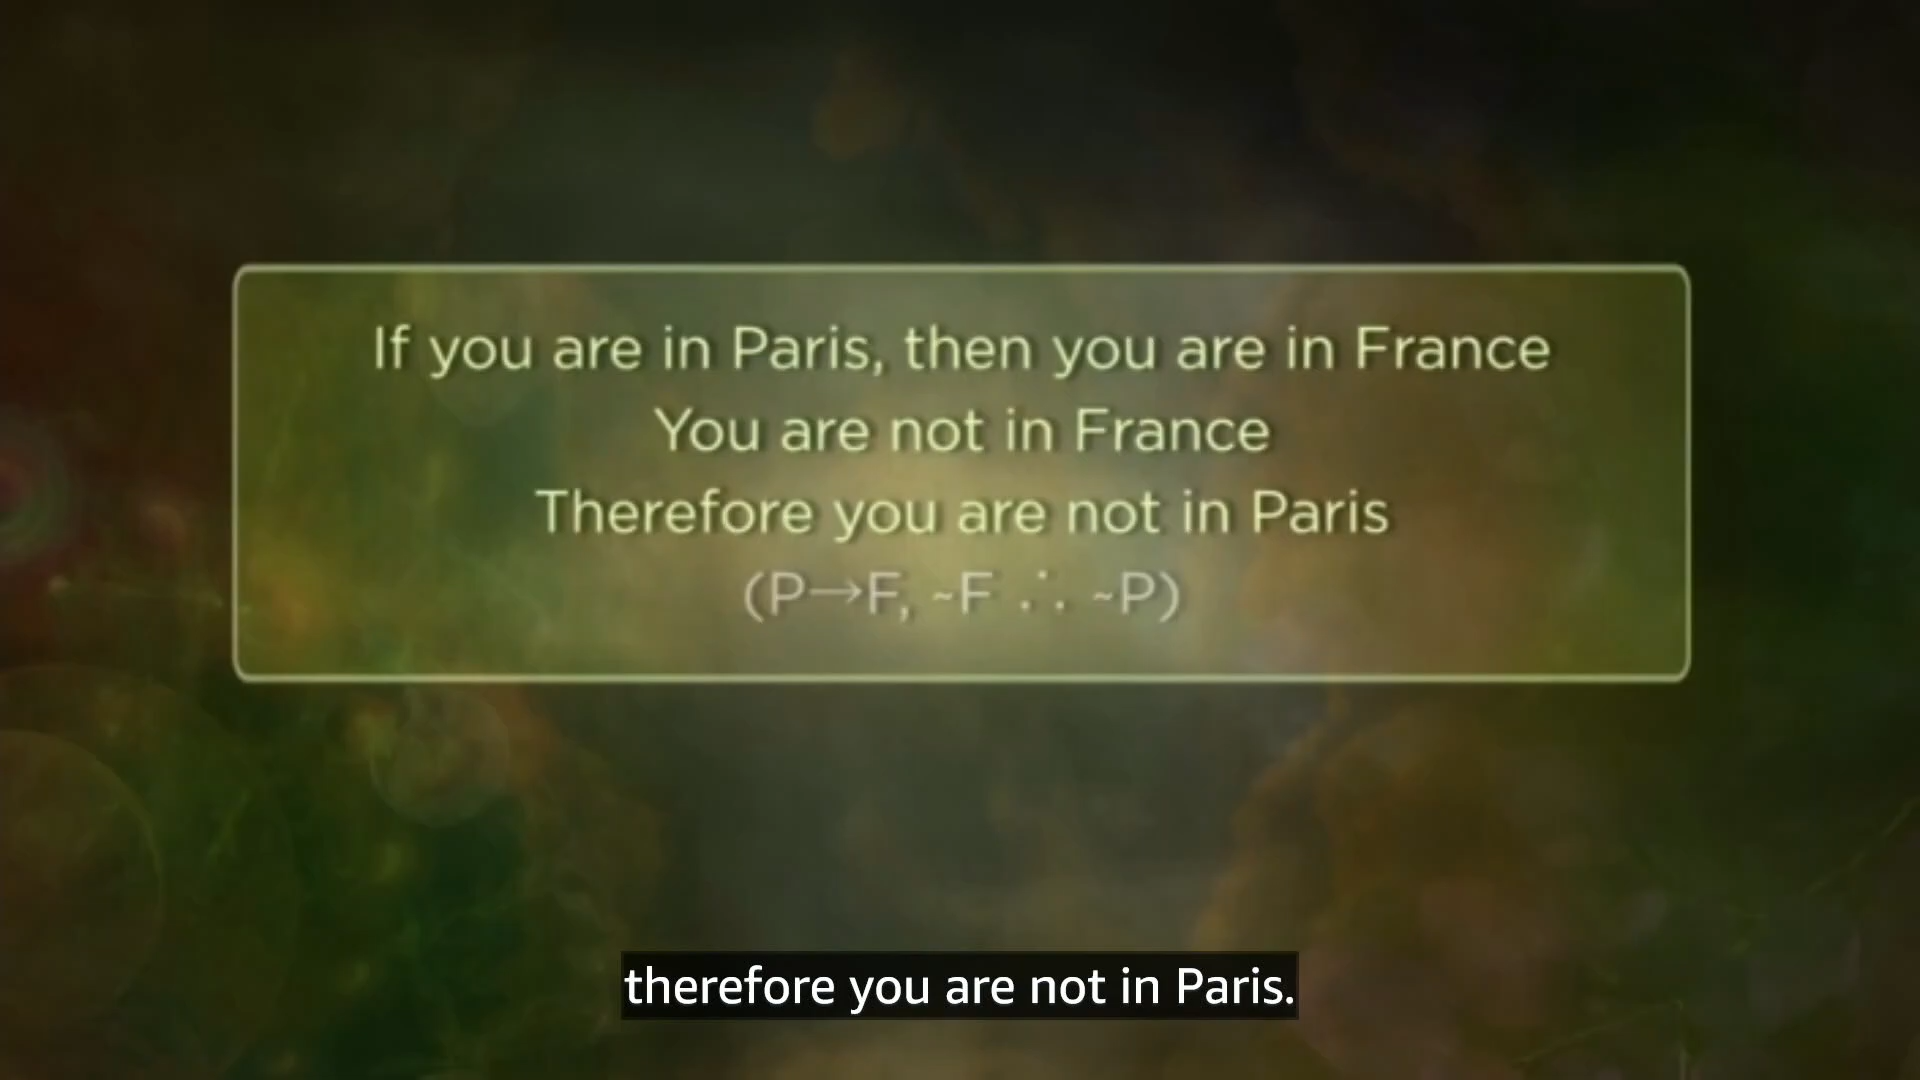 If you are in Paris, then you are in France
You are not in France
Therefore you are not in Paris
(P→F, ~F ∴ ~P)
therefore you are not in Paris.